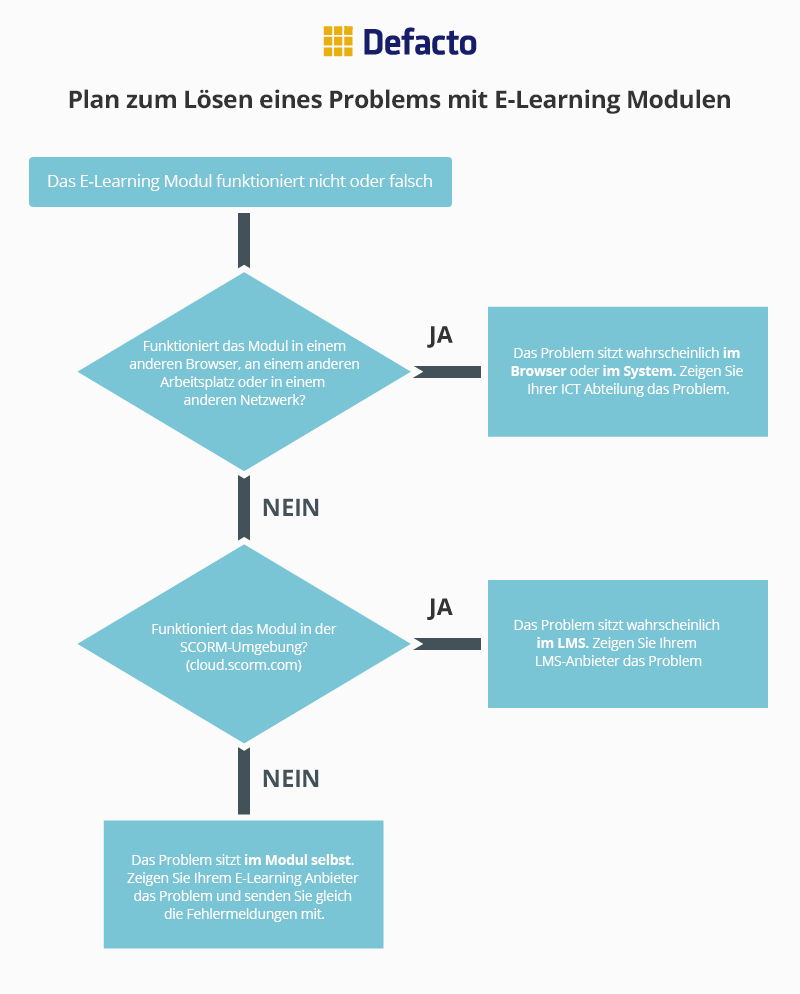 Defacto
Plan zum Lösen eines Problems mit E-Learning Modulen
Das E-Learning Modul funktioniert nicht oder falsch
Funktioniert das Modul in einem
anderen Browser, an einem anderen
Arbeitsplatz oder in einem
anderen Netzwerk?
JA
Das Problem sitzt wahrscheinlich im
Browser oder im System. Zeigen Sie
Ihrer ICT Abteilung das Problem.
NEIN
Funktioniert das Modul in der
SCORM-Umgebung?
(cloud.scorm.com)
JA
Das Problem sitzt wahrscheinlich
im LMS. Zeigen Sie Ihrem
LMS-Anbieter das Problem
NEIN
Das Problem sitzt im Modul selbst.
Zeigen Sie Ihrem E-Learning Anbieter
das Problem und senden Sie gleich
die Fehlermeldungen mit.